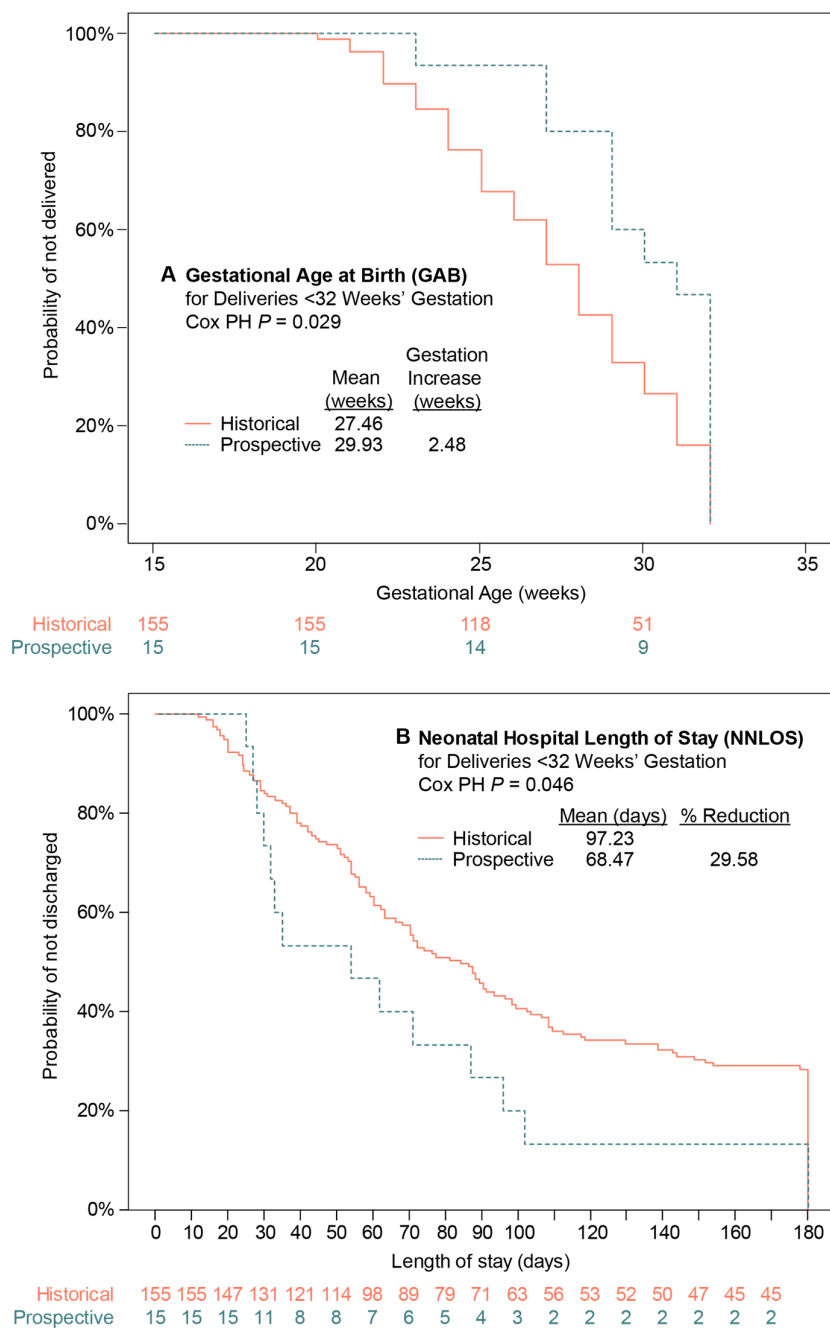 100%
80%
60%
40%
20%
0%
Probability of not delivered
A Gestational Age at Birth (GAB)
for Deliveries <32 Weeks’ Gestation
Cox PH P = 0.029
Mean (weeks) Gestation Increase (weeks)
Historical 27.46
Prospective 29.93 2.48
15 20 25 30 35
Gestational Age (weeks)
Historical 155 155 118 51
Prospective 15 15 14 9
100%
80%
60%
40%
20%
0%
Probability of not discharged
B Neonatal Hospital Length of Stay (NNLOS)
for Deliveries <32 Weeks’ Gestation
Cox PH P = 0.046
Mean (days) % Reduction
Historical 97.23
Prospective 68.47 29.58
0 10 20 30 40 50 60 70 80 90 100 120 140 160 180
Length of stay (days)
Historical 155 155 147 131 121 114 98 89 79 71 63 56 53 52 50 47 45 45
Prospective 15 15 15 11 8 8 7 6 5 4 3 2 2 2 2 2 2 2